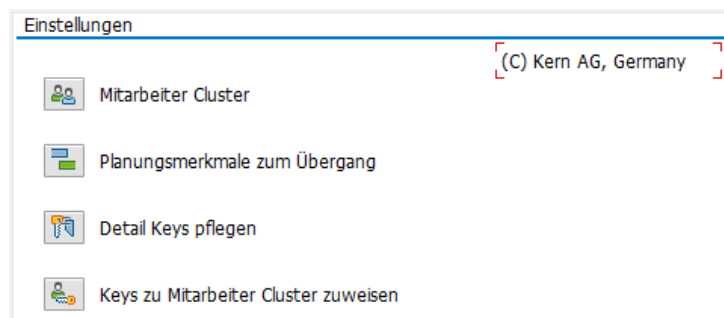 Einstellungen
(C) Kern AG, Germany
Mitarbeiter Cluster
Planungsmerkmale zum Übergang
Detail Keys pflegen
Keys zu Mitarbeiter Cluster zuweisen